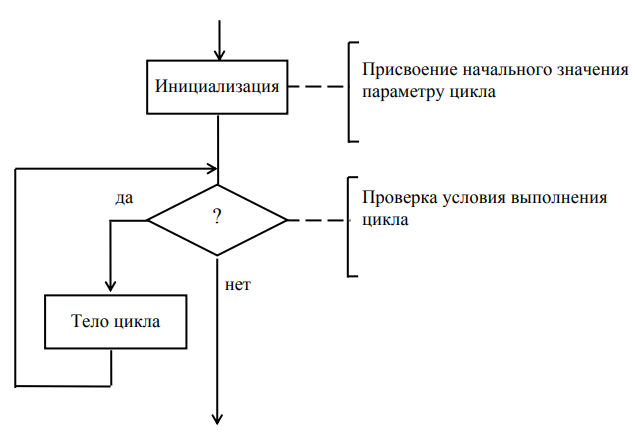 Инициализация
Присвоение начального значения
параметру цикла
да
?
Проверка условия выполнения
цикла
нет
Тело цикла